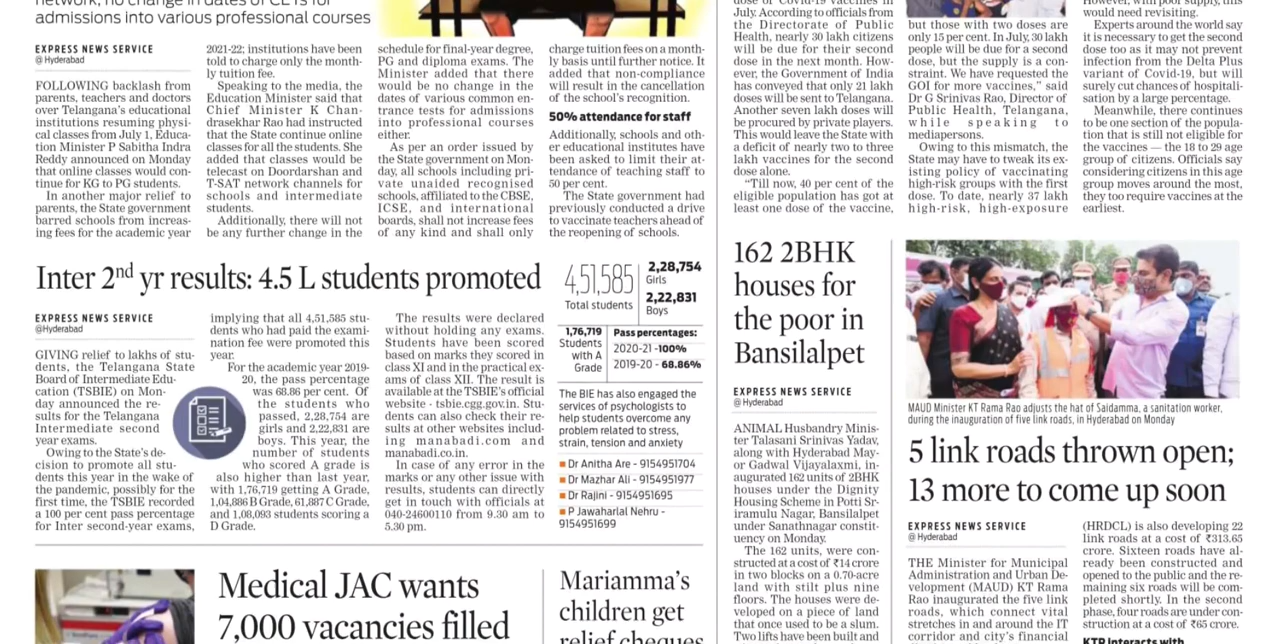 network, no change in dates of CETs for
admissions into various professional courses
EXPRESS NEWS SERVICE
@ Hyderabad
FOLLOWING backlash from
parents, teachers and doctors
over Telangana's educational
institutions resuming physi-
cal classes from July 1, Educa-
tion Minister P Sabitha Indra
Reddy announced on Monday
that online classes would con-
tinue for KG to PG students.
In another major relief to
parents, the State government
barred schools from increas-
ing fees for the academic year
2021-22; institutions have been
told to charge only the month-
ly tuition fee.
Speaking to the media, the
Education Minister said that
Chief Minister K Chan-
drasekhar Rao had instructed
that the State continue online
classes for all the students. She
added that classes would be
telecast on Doordarshan and
T-SAT network channels for
schools and intermediate
students.
Additionally, there will not
be any further change in the
schedule for final-year degree,
PG and diploma exams. The
Minister added that there
would be no change in the
dates of various common en-
trance tests for admissions
into professional courses
either.
As per an order issued by
the State government on Mon-
day, all schools including pri-
vate unaided recognised
schools, affiliated to the CBSE,
ICSE, and international
boards, shall not increase fees
of any kind and shall only
charge tuition fees on a month-
ly basis until further notice. It
added that non-compliance
will result in the cancellation
of the school's recognition.
50% attendance for staff
Additionally, schools and oth-
er educational institutes have
been asked to limit their at-
tendance of teaching staff to
50 per cent.
The State government had
previously conducted a drive
to vaccinate teachers ahead of
the reopening of schools.
dose of Covid-19 vaccines in
July. According to officials from
the Directorate of Public
Health, nearly 30 lakh citizens
will be due for their second
dose in the next month. How-
ever, the Government of India
has conveyed that only 21 lakh
doses will be sent to Telangana.
Another seven lakh doses will
be procured by private players.
This would leave the State with
a deficit of nearly two to three
lakh vaccines for the second
dose alone.
"Till now, 40 per cent of the
eligible population has got at
least one dose of the vaccine,
but those with two doses are
only 15 per cent. In July, 30 lakh
people will be due for a second
dose, but the supply is a con-
straint. We have requested the
GOI for more vaccines," said
Dr G Srinivas Rao, Director of
Public Health, Telangana,
while speaking to
mediapersons.
Owing to this mismatch, the
State may have to tweak its ex-
isting policy of vaccinating
high-risk groups with the first
dose. To date, nearly 37 lakh
high-risk, high-exposure
However, with poor supply, this
would need revisiting.
Experts around the world say
it is necessary to get the second
dose too as it may not prevent
infection from the Delta Plus
variant of Covid-19, but will
surely cut chances of hospitali-
sation by a large percentage.
Meanwhile, there continues
to be one section of the popula-
tion that is still not eligible for
the vaccines — the 18 to 29 age
group of citizens. Officials say
considering citizens in this age
group moves around the most,
they too require vaccines at the
earliest.
Inter 2nd yr results: 4.5 L students promoted
EXPRESS NEWS SERVICE
@Hyderabad
GIVING relief to lakhs of stu-
dents, the Telangana State
Board of Intermediate Edu-
cation (TSBIE) on Mon-
day announced the re-
sults for the Telangana
Intermediate second
year exams.
Owing to the State's de-
cision to promote all stu-
dents this year in the wake of
the pandemic, possibly for the
first time, the TSBIE recorded
a 100 per cent pass percentage
for Inter second-year exams,
implying that all 4,51,585 stu-
dents who had paid the exami-
nation fee were promoted this
year.
For the academic year 2019-
20, the pass percentage
was 68.86 per cent. Of
the students who
passed, 2,28,754 are
girls and 2,22,831 are
boys. This year, the
number of students
who scored A grade is
also higher than last year,
with 1,76,719 getting A Grade,
1,04,886 B Grade, 61,887 C Grade,
and 1,08,093 students scoring a
D Grade.
The results were declared
without holding any exams.
Students have been scored
based on marks they scored in
class XI and in the practical ex-
ams of class XII. The result is
available at the TSBIE's official
website - tsbie.cgg.gov.in. Stu-
dents can also check their re-
sults at other websites includ-
ing manabadi.com and
manabadi.co.in.
In case of any error in the
marks or any other issue with
results, students can directly
get in touch with officials at
040-24600110 from 9.30 am to
5.30 pm.
4,51,585
Total students
2,28,754
Girls
2,22,831
Boys
1,76,719
Students
with A
Grade
Pass percentages:
2020-21 -100%
2019-20 - 68.86%
The BIE has also engaged the
services of psychologists to
help students overcome any
problem related to stress,
strain, tension and anxiety
Dr Anitha Are - 9154951704
Dr Mazhar Ali - 9154951977
Dr Rajini - 9154951695
P Jawaharlal Nehru -
9154951699
162 2BHK
houses for
the poor in
Bansilalpet
EXPRESS NEWS SERVICE
@ Hyderabad
ANIMAL Husbandry Minis-
ter Talasani Srinivas Yadav,
along with Hyderabad May-
or Gadwal Vijayalaxmi, in-
augurated 162 units of 2BHK
houses under the Dignity
Housing Scheme in Potti Sr-
iramulu Nagar, Bansilalpet
under Sanathnagar constit-
uency on Monday.
The 162 units, were con-
structed at a cost of ₹14 crore
in two blocks on a 0.70-acre
land with stilt plus nine
floors. The houses were de-
veloped on a piece of land
that once used to be a slum.
Two lifts have been built and
MAUD Minister KT Rama Rao adjusts the hat of Saidamma, a sanitation worker,
during the inauguration of five link roads, in Hyderabad on Monday
5 link roads thrown open;
13 more to come up soon
EXPRESS NEWS SERVICE
@ Hyderabad
THE Minister for Municipal
Administration and Urban De-
velopment (MAUD) KT Rama
Rao inaugurated the five link
roads, which connect vital
stretches in and around the IT
corridor and city's financial
(HRDCL) is also developing 22
link roads at a cost of ₹313.65
crore. Sixteen roads have al-
ready been constructed and
opened to the public and the re-
maining six roads will be com-
pleted shortly. In the second
phase, four roads are under con-
struction at a cost of ₹65 crore.
KTR interacts with
Medical JAC wants
7,000 vacancies filled
Mariamma's
children get
relief cheques